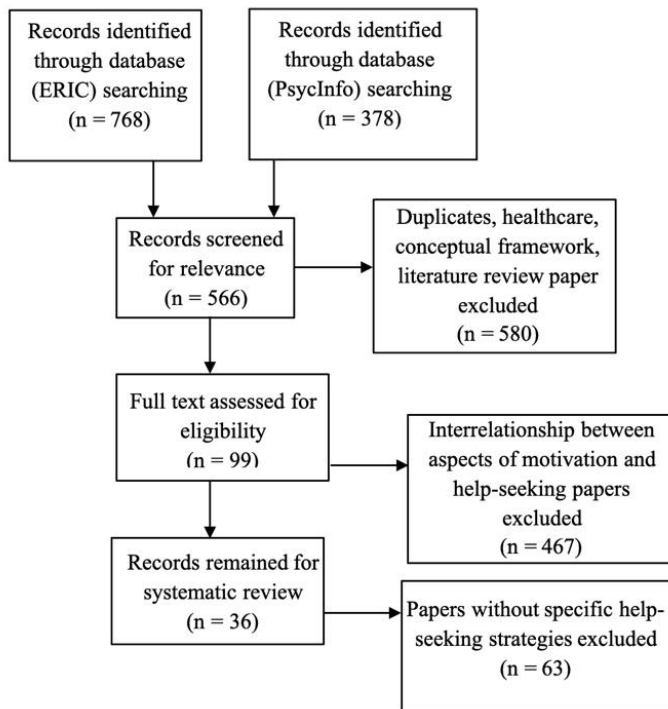 Records identified
through database
(ERIC) searching
(n = 768)
Records identified
through database
(PsycInfo) searching
(n = 378)
Records screened
for relevance
(n = 566)
Duplicates, healthcare,
conceptual framework,
literature review paper
excluded
(n = 580)
Full text assessed for
eligibility
(n = 99)
Interrelationship between
aspects of motivation and
help-seeking papers
excluded
(n = 467)
Records remained for
systematic review
(n = 36)
Papers without specific help-
seeking strategies excluded
(n = 63)